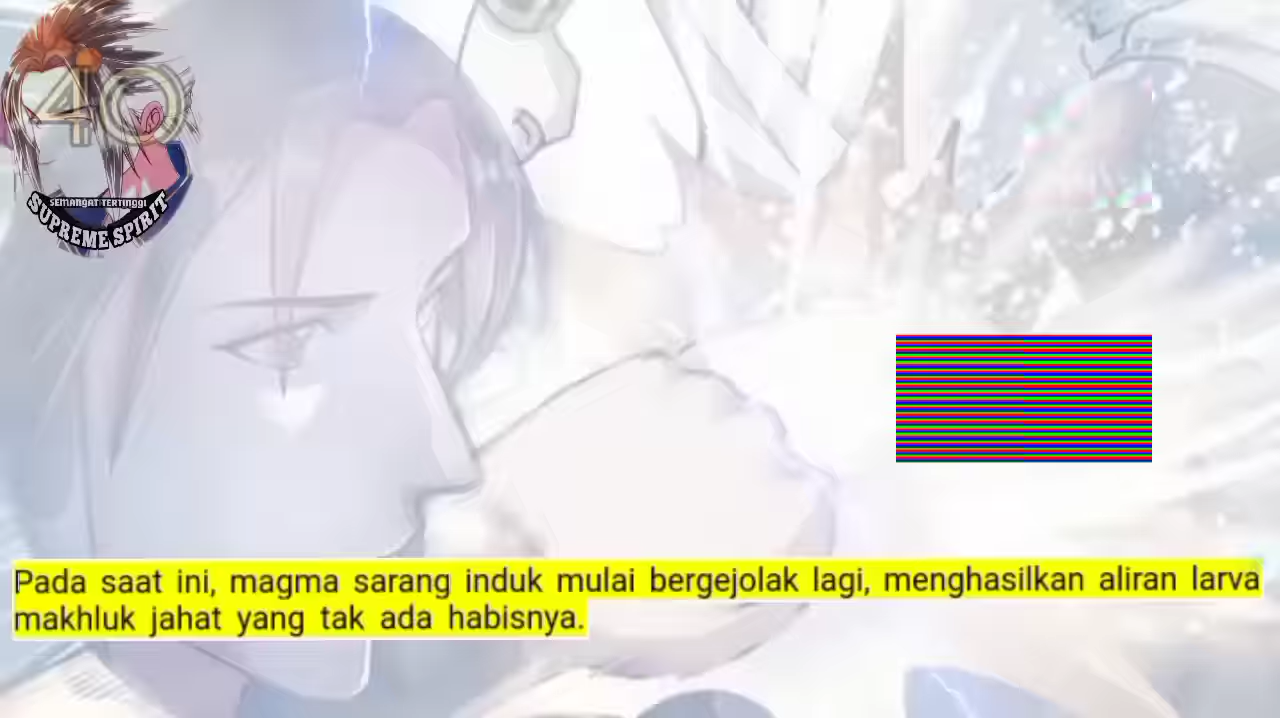 40
SEMANGAT TERTINGGI
SUPREME SPIRIT
Pada saat ini, magma sarang induk mulai bergejolak lagi, menghasilkan aliran larva
makhluk jahat yang tak ada habisnya.